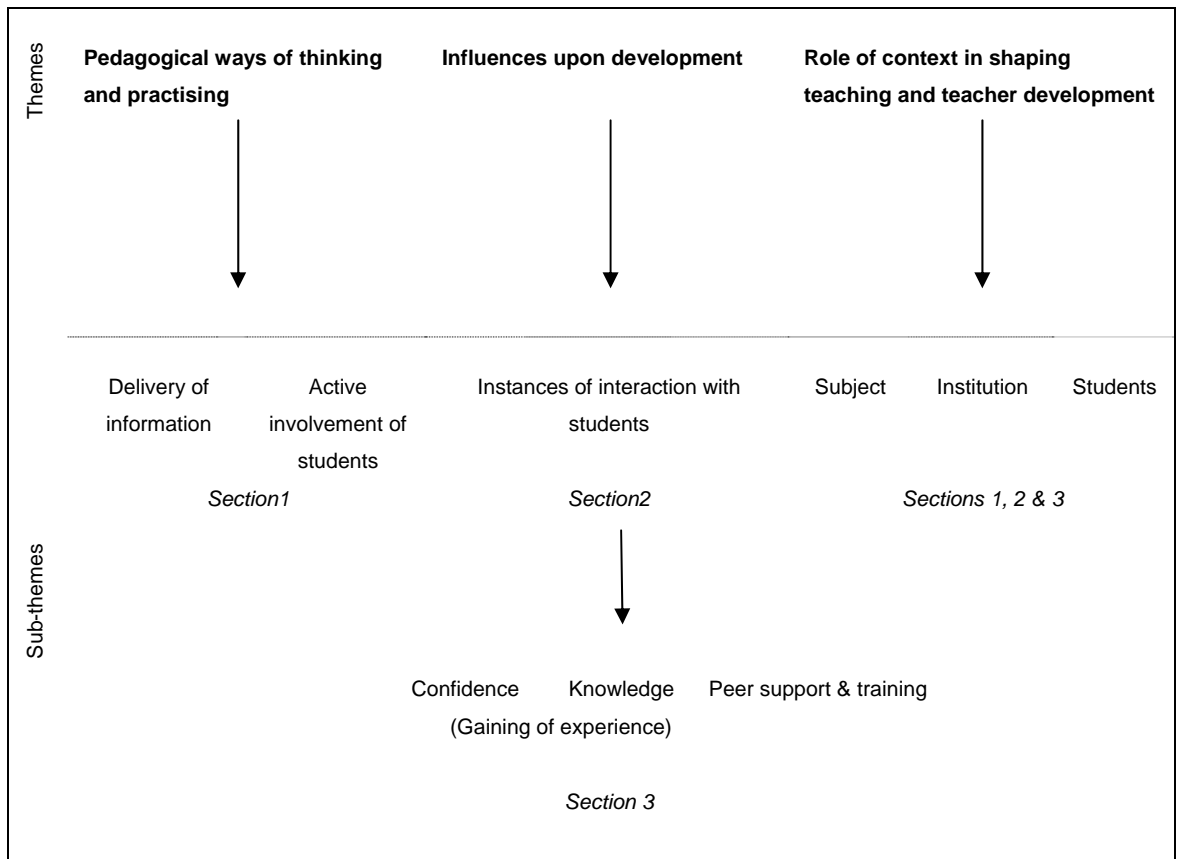 Themes
Pedagogical ways of thinking
and practising
Influences upon development
Role of context in shaping
teaching and teacher development
Sub-themes
Delivery of
information
Active
involvement of
students
Section1
Instances of interaction with
students
Section2
Subject
Institution
Students
Sections 1, 2 & 3
Confidence
Knowledge
Peer support & training
(Gaining of experience)
Section 3